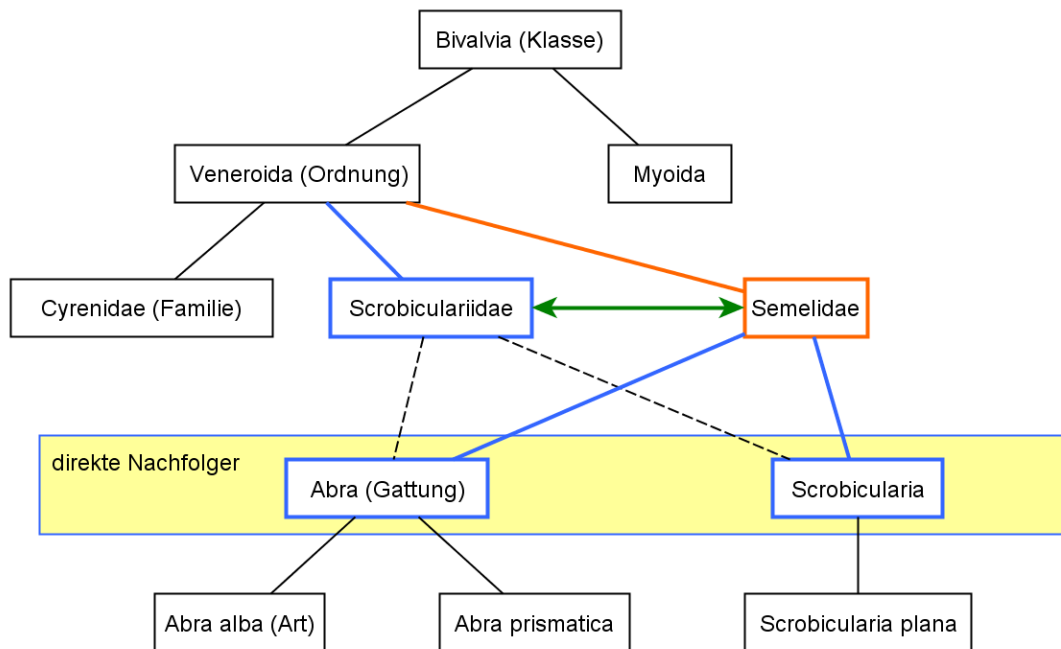 Bivalvia (Klasse)
Veneroida (Ordnung)
Myoida
Cyrenidae (Familie)
Scrobiculariidae
Semelidae
direkte Nachfolger
Abra (Gattung)
Scrobicularia
Abra alba (Art)
Abra prismatica
Scrobicularia plana